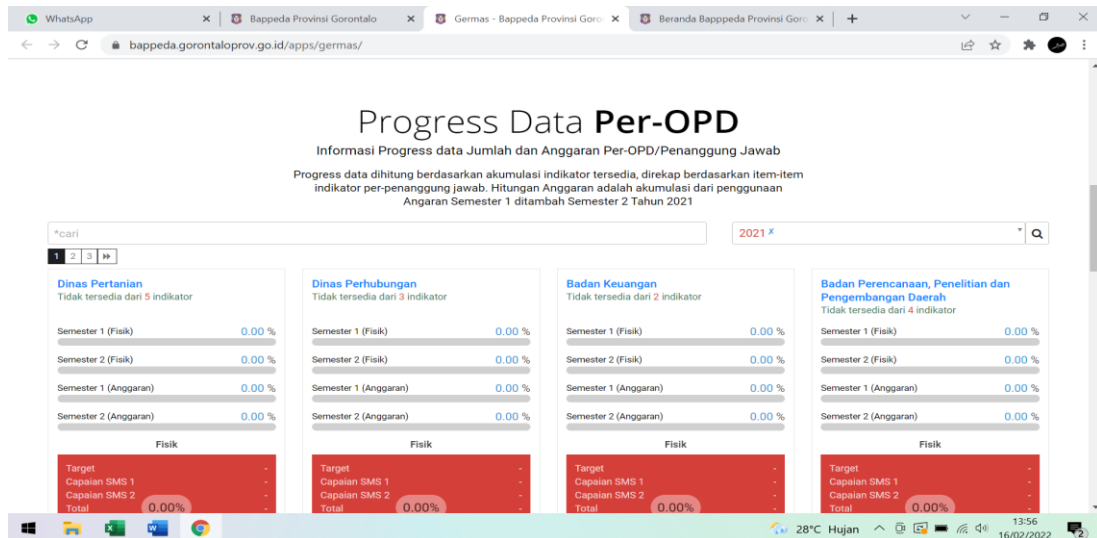 WhatsApp
Bappeda Provinsi Gorontalo
Germas - Bappeda Provinsi Goro
Beranda Bapppeda Provinsi Goro
bappeda.gorontaloprov.go.id/apps/germas/
Progress Data Per-OPD
Informasi Progress data Jumlah dan Anggaran Per-OPD/Penanggung Jawab
Progress data dihitung berdasarkan akumulasi indikator tersedia, direkap berdasarkan item-item
indikator per-penanggung jawab. Hitungan Anggaran adalah akumulasi dari penggunaan
Angaran Semester 1 ditambah Semester 2 Tahun 2021
*cari
2021 x
1 2 3
Dinas Pertanian
Tidak tersedia dari 5 indikator
Semester 1 (Fisik) 0.00 %
Semester 2 (Fisik) 0.00 %
Semester 1 (Anggaran) 0.00 %
Semester 2 (Anggaran) 0.00 %
Fisik
Target -
Capaian SMS 1 -
Capaian SMS 2 -
Total 0.00% -
Dinas Perhubungan
Tidak tersedia dari 3 indikator
Semester 1 (Fisik) 0.00 %
Semester 2 (Fisik) 0.00 %
Semester 1 (Anggaran) 0.00 %
Semester 2 (Anggaran) 0.00 %
Fisik
Target -
Capaian SMS 1 -
Capaian SMS 2 -
Total 0.00% -
Badan Keuangan
Tidak tersedia dari 2 indikator
Semester 1 (Fisik) 0.00 %
Semester 2 (Fisik) 0.00 %
Semester 1 (Anggaran) 0.00 %
Semester 2 (Anggaran) 0.00 %
Fisik
Target -
Capaian SMS 1 -
Capaian SMS 2 -
Total 0.00% -
Badan Perencanaan, Penelitian dan
Pengembangan Daerah
Tidak tersedia dari 4 indikator
Semester 1 (Fisik) 0.00 %
Semester 2 (Fisik) 0.00 %
Semester 1 (Anggaran) 0.00 %
Semester 2 (Anggaran) 0.00 %
Fisik
Target -
Capaian SMS 1 -
Capaian SMS 2 -
Total 0.00% -
28°C Hujan
13:56
16/02/2022
2